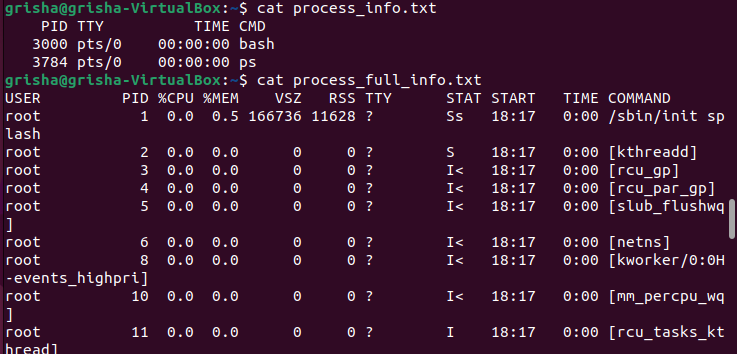 grisha@grisha-VirtualBox:~$ cat process_info.txt
    PID TTY          TIME CMD
   3000 pts/0    00:00:00 bash
   3784 pts/0    00:00:00 ps
grisha@grisha-VirtualBox:~$ cat process_full_info.txt
USER         PID %CPU %MEM    VSZ   RSS TTY      STAT START   TIME COMMAND
root           1  0.0  0.5 166736 11628 ?        Ss   18:17   0:00 /sbin/init sp
lash
root           2  0.0  0.0      0     0 ?        S    18:17   0:00 [kthreadd]
root           3  0.0  0.0      0     0 ?        I<   18:17   0:00 [rcu_gp]
root           4  0.0  0.0      0     0 ?        I<   18:17   0:00 [rcu_par_gp]
root           5  0.0  0.0      0     0 ?        I<   18:17   0:00 [slub_flushwq
]
root           6  0.0  0.0      0     0 ?        I<   18:17   0:00 [netns]
root           8  0.0  0.0      0     0 ?        I<   18:17   0:00 [kworker/0:0H
-events_highpri]
root          10  0.0  0.0      0     0 ?        I<   18:17   0:00 [mm_percpu_wq
]
root          11  0.0  0.0      0     0 ?        I    18:17   0:00 [rcu_tasks_kt
hread]